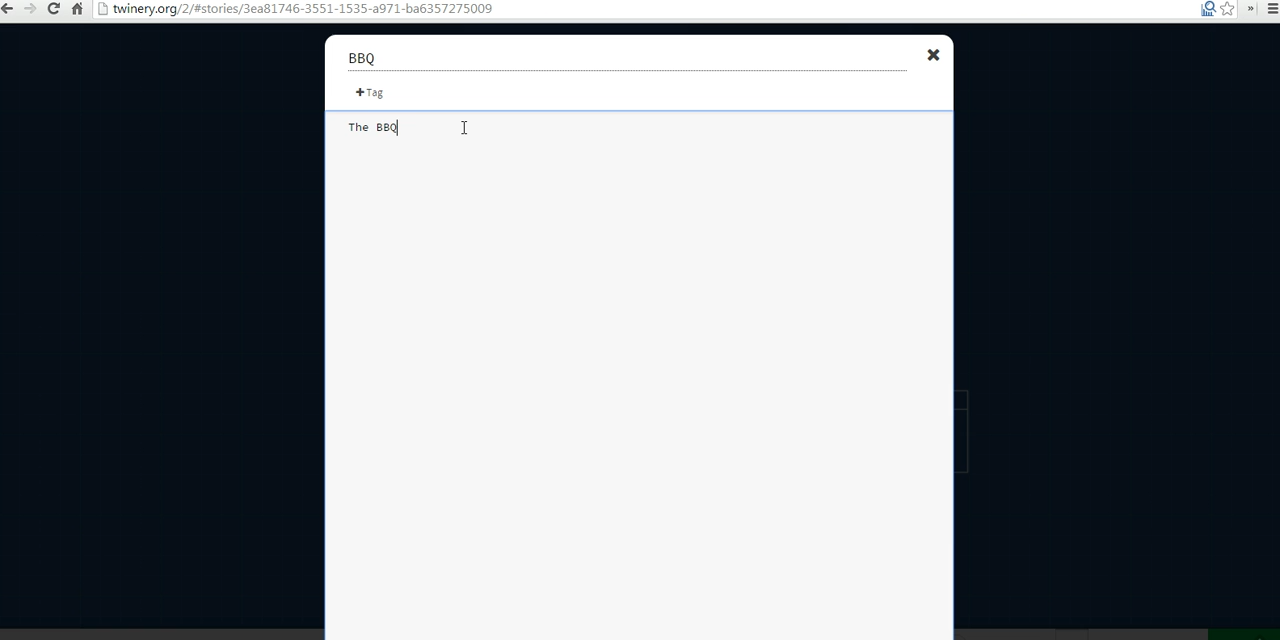 twinery.org/2/#stories/3ea81746-3551-1535-a971-ba6357275009
»
BBQ
+Tag
The BBQ